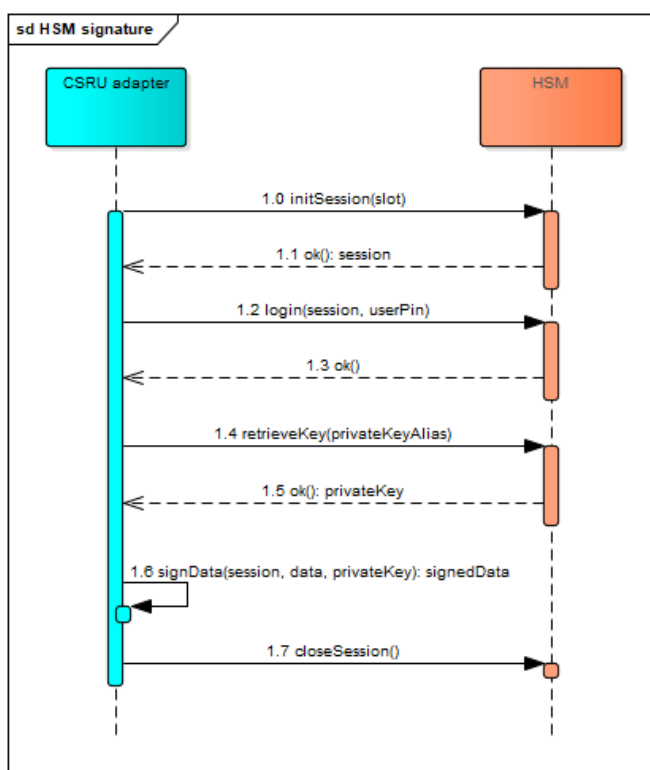 sd HSM signature
CSRU adapter
HSM
1.0 initSession(slot)
1.1 ok(): session
1.2 login(session, userPin)
1.3 ok()
1.4 retrieveKey(privateKeyAlias)
1.5 ok(): privateKey
1.6 signData(session, data, privateKey): signedData
1.7 closeSession()